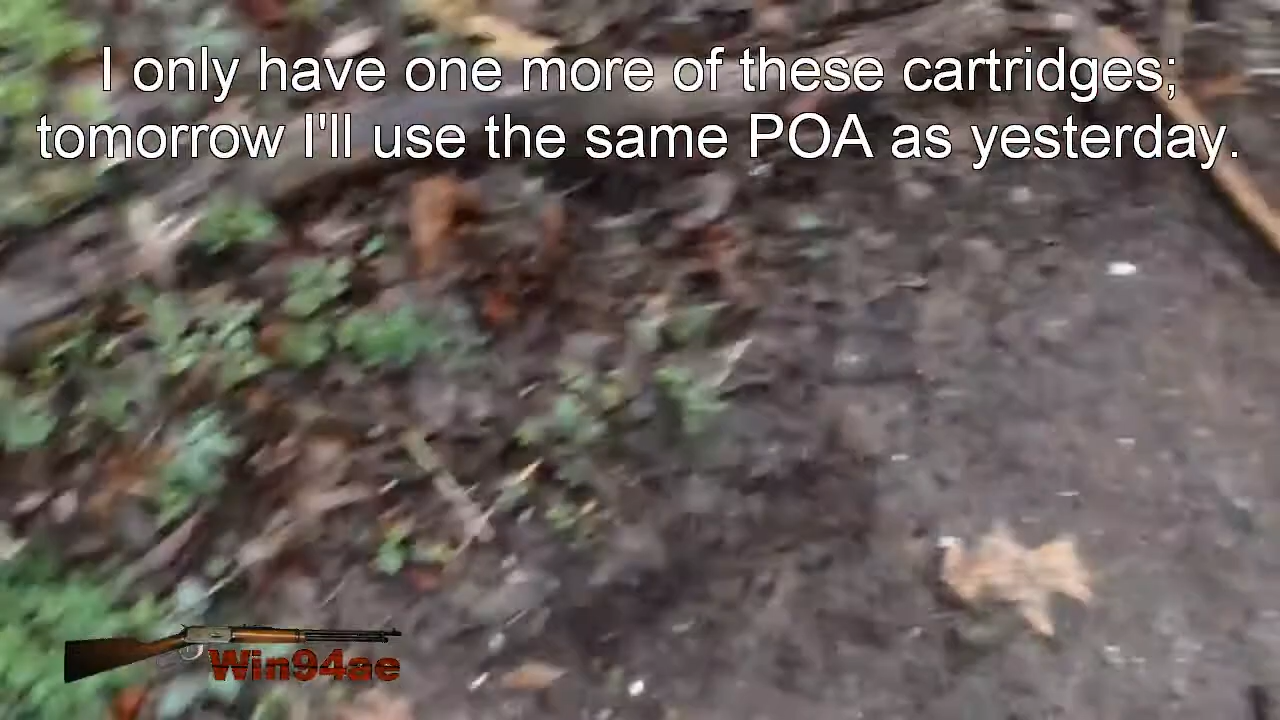 I only have one more of these cartridges;
tomorrow I'll use the same POA as yesterday.
Win94ae